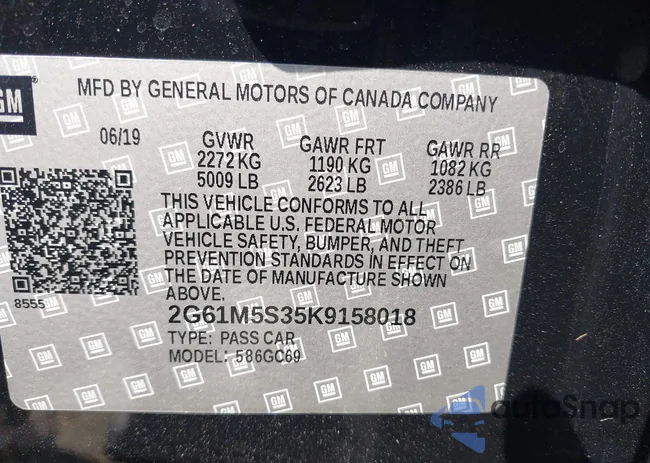 GM
MFD BY GENERAL MOTORS OF CANADA COMPANY
06/19
GVWR
2272 KG
5009 LB
GAWR FRT
1190 KG
2623 LB
GAWR RR
1082 KG
2386 LB
THIS VEHICLE CONFORMS TO ALL
APPLICABLE U.S. FEDERAL MOTOR
VEHICLE SAFETY, BUMPER, AND THEFT
PREVENTION STANDARDS IN EFFECT ON
THE DATE OF MANUFACTURE SHOWN
ABOVE.
8555
2G61M5S35K9158018
TYPE: PASS CAR
MODEL: 586GC69
autoSnap